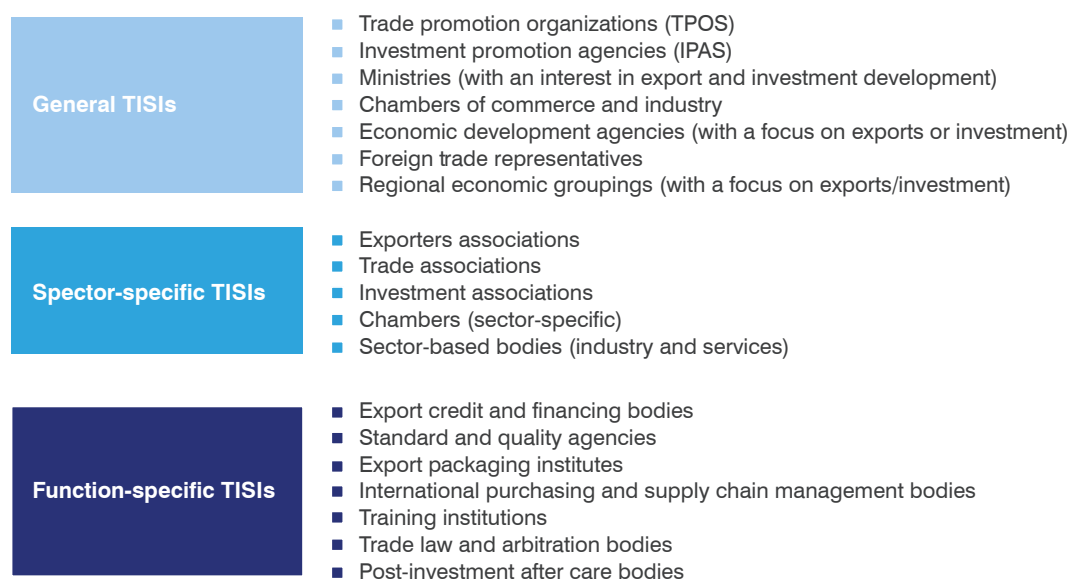 General TISIs
Trade promotion organizations (TPOS)
Investment promotion agencies (IPAS)
Ministries (with an interest in export and investment development)
Chambers of commerce and industry
Economic development agencies (with a focus on exports or investment)
Foreign trade representatives
Regional economic groupings (with a focus on exports/investment)
Spector-specific TISIs
Exporters associations
Trade associations
Investment associations
Chambers (sector-specific)
Sector-based bodies (industry and services)
Function-specific TISIs
Export credit and financing bodies
Standard and quality agencies
Export packaging institutes
International purchasing and supply chain management bodies
Training institutions
Trade law and arbitration bodies
Post-investment after care bodies